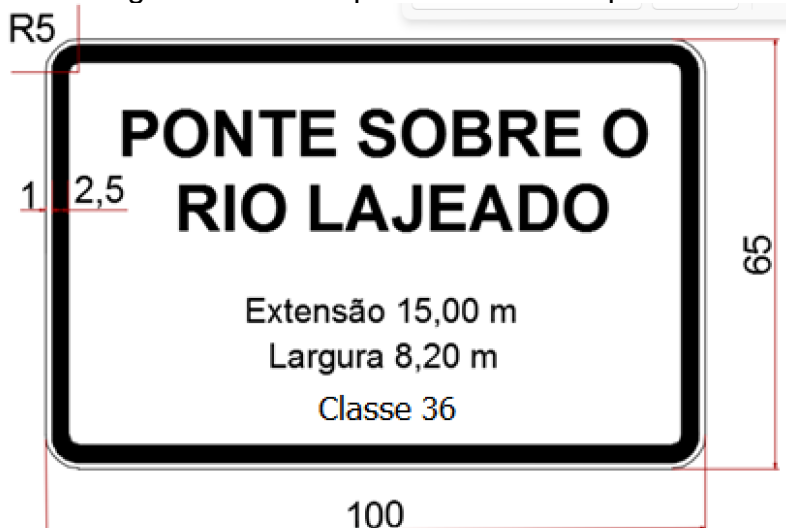 R5
PONTE SOBRE O
RIO LAJEADO
1 2,5
65
Extensão 15,00 m
Largura 8,20 m
Classe 36
100